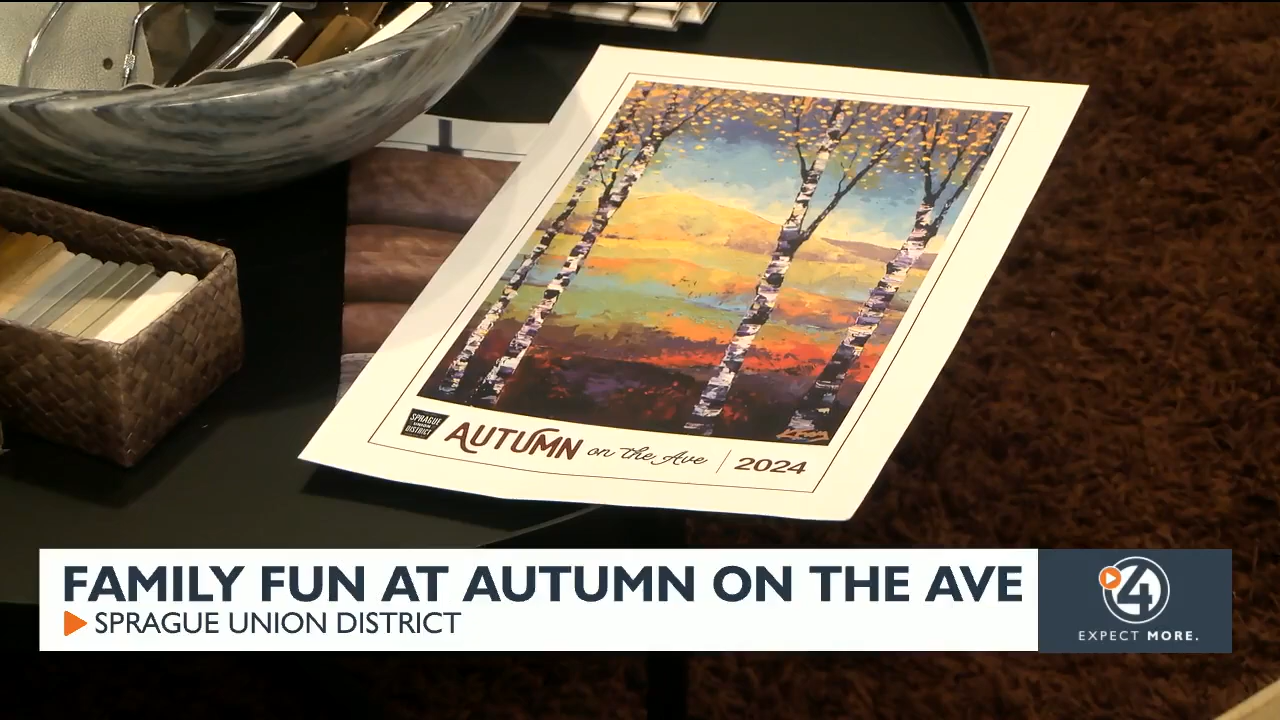 SPRAGUE
UNION
DISTRICT
AUTUMN on the Ave | 2024
FAMILY FUN AT AUTUMN ON THE AVE
SPRAGUE UNION DISTRICT
4
EXPECT MORE.